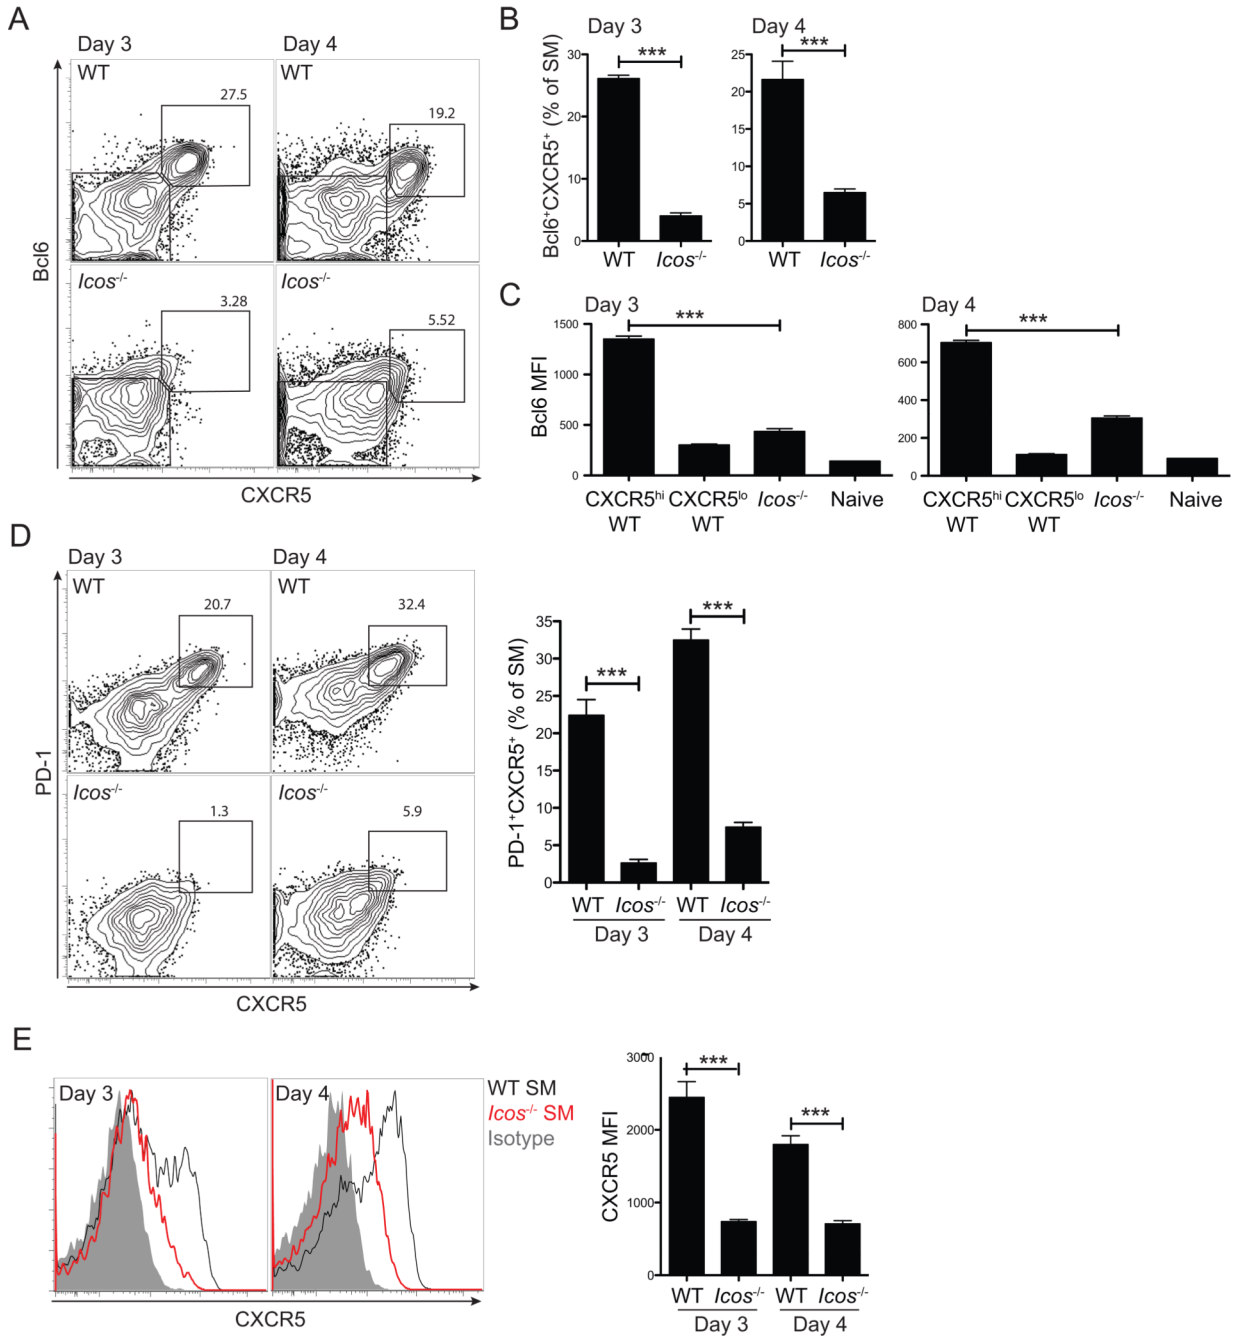 A
Day 3
Day 4
WT
WT
27.5
19.2
Icos-/-
Icos-/-
3.28
5.52
Bcl6
CXCR5
B
Day 3
Day 4
Bcl6+CXCR5+ (% of SM)
30
20
10
0
***
WT
Icos-/-
25
20
15
10
5
0
***
WT
Icos-/-
C
Day 3
Day 4
Bcl6 MFI
1500
1000
500
0
***
CXCR5hi
WT
CXCR5lo
WT
Icos-/-
Naive
800
600
400
200
0
***
CXCR5hi
WT
CXCR5lo
WT
Icos-/-
Naive
D
Day 3
Day 4
WT
WT
20.7
32.4
Icos-/-
Icos-/-
1.3
5.9
PD-1
CXCR5
PD-1+CXCR5+ (% of SM)
35
30
25
20
15
10
5
0
***
***
WT
Icos-/-
WT
Icos-/-
Day 3
Day 4
E
Day 3
Day 4
WT SM
Icos-/- SM
Isotype
CXCR5
CXCR5 MFI
3000
2000
1000
0
***
***
WT
Icos-/-
WT
Icos-/-
Day 3
Day 4